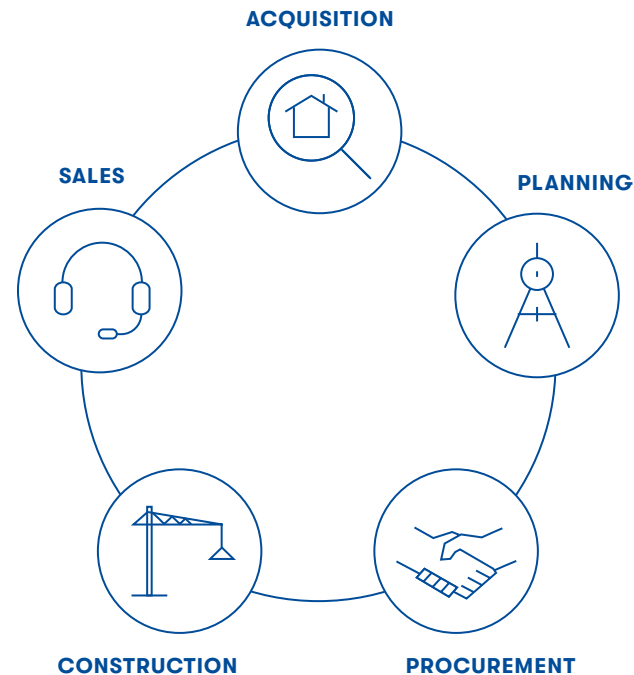 ACQUISITION
SALES
PLANNING
CONSTRUCTION
PROCUREMENT